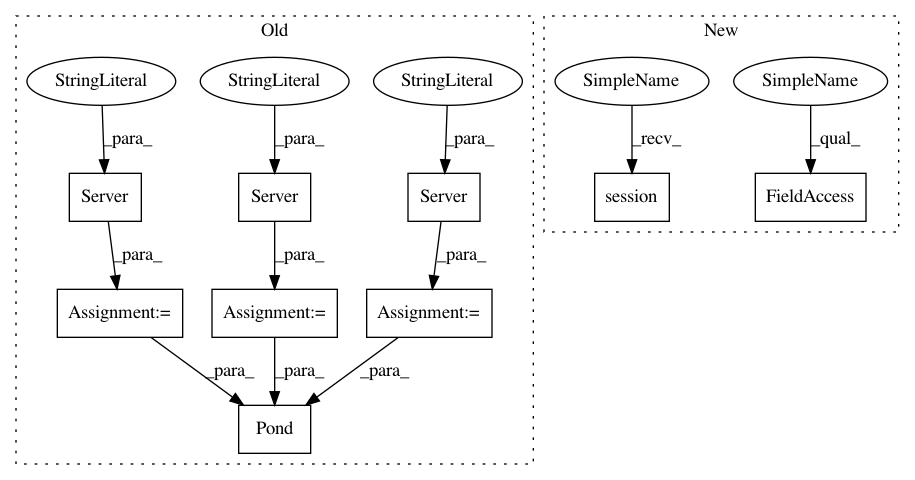 Old
New
StringLiteral
StringLiteral
StringLiteral
SimpleName
SimpleName
_para_
_para_
_para_
_recv_
_qual_
Server
Server
Server
session
FieldAccess
_para_
_para_
_para_
Assignment:=
Assignment:=
Assignment:=
_para_
_para_
_para_
Pond